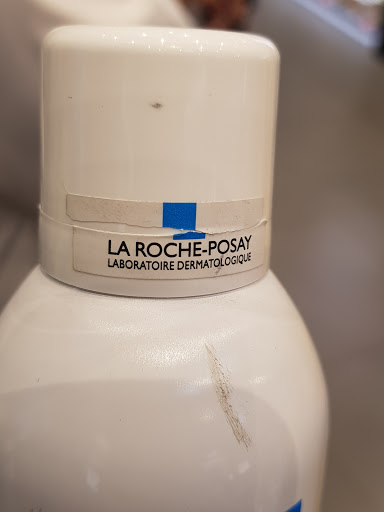 LA ROCHE-POSAY
LABORATOIRE DERMATOLOGIQUE